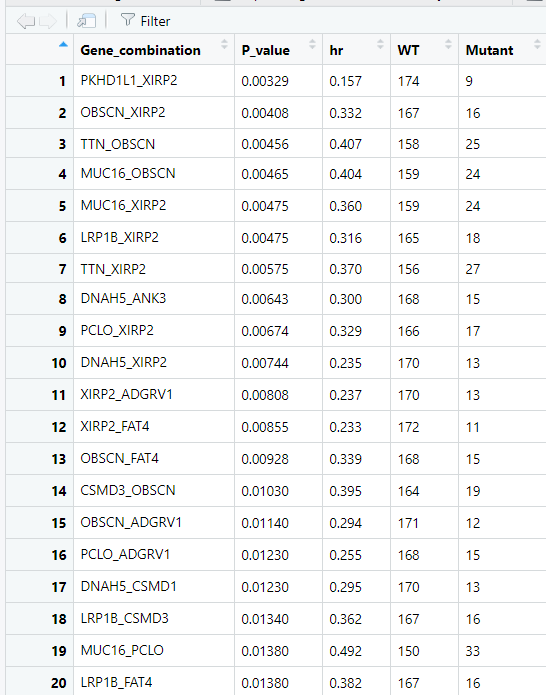 Filter
Gene_combination P_value hr WT Mutant
1 PKHD1L1_XIRP2 0.00329 0.157 174 9
2 OBSCN_XIRP2 0.00408 0.332 167 16
3 TTN_OBSCN 0.00456 0.407 158 25
4 MUC16_OBSCN 0.00465 0.404 159 24
5 MUC16_XIRP2 0.00475 0.360 159 24
6 LRP1B_XIRP2 0.00475 0.316 165 18
7 TTN_XIRP2 0.00575 0.370 156 27
8 DNAH5_ANK3 0.00643 0.300 168 15
9 PCLO_XIRP2 0.00674 0.329 166 17
10 DNAH5_XIRP2 0.00744 0.235 170 13
11 XIRP2_ADGRV1 0.00808 0.237 170 13
12 XIRP2_FAT4 0.00855 0.233 172 11
13 OBSCN_FAT4 0.00928 0.339 168 15
14 CSMD3_OBSCN 0.01030 0.395 164 19
15 OBSCN_ADGRV1 0.01140 0.294 171 12
16 PCLO_ADGRV1 0.01230 0.255 168 15
17 DNAH5_CSMD1 0.01230 0.295 170 13
18 LRP1B_CSMD3 0.01340 0.362 167 16
19 MUC16_PCLO 0.01380 0.492 150 33
20 LRP1B_FAT4 0.01380 0.382 167 16